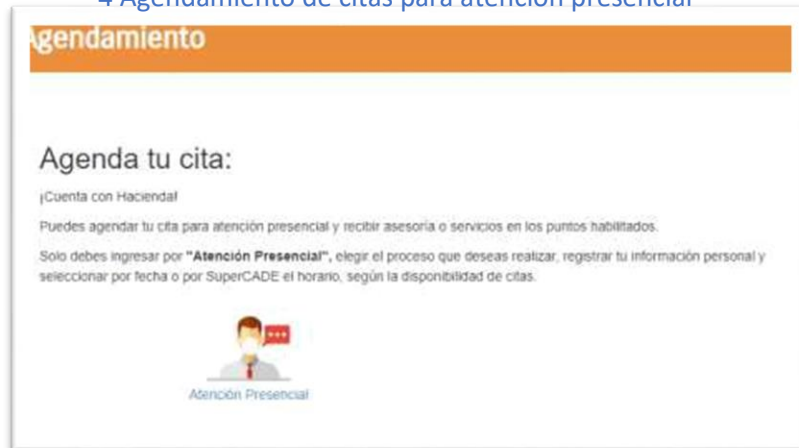 4 Agendamiento de citas para atención presencial
Agendamiento
Agenda tu cita:
¡Cuenta con Hacienda!
Puedes agendar tu cita para atención presencial y recibir asesoría o servicios en los puntos habilitados.
Solo debes ingresar por "Atención Presencial", elegir el proceso que deseas realizar, registrar tu información personal y
seleccionar por fecha o por SuperCADE el horario, según la disponibilidad de citas.
Atención Presencial